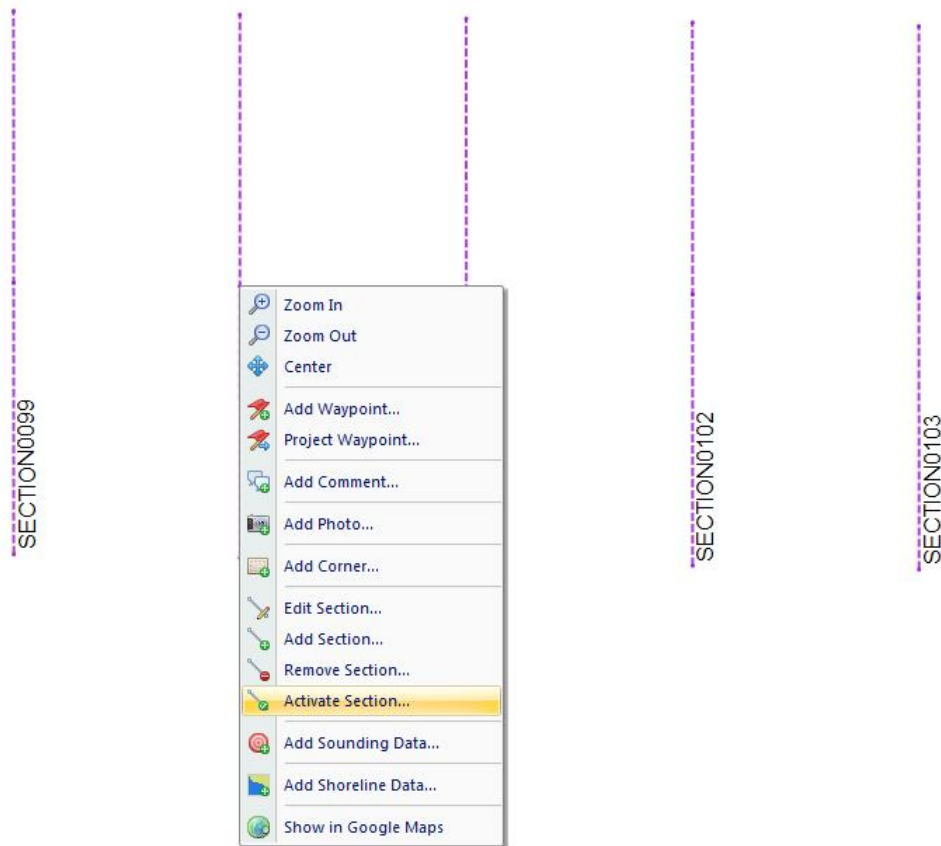 Zoom In
Zoom Out
Center
Add Waypoint...
Project Waypoint...
Add Comment...
Add Photo...
Add Corner...
Edit Section...
Add Section...
Remove Section...
Activate Section...
Add Sounding Data...
Add Shoreline Data...
Show in Google Maps
SECTION0099
SECTION0102
SECTION0103